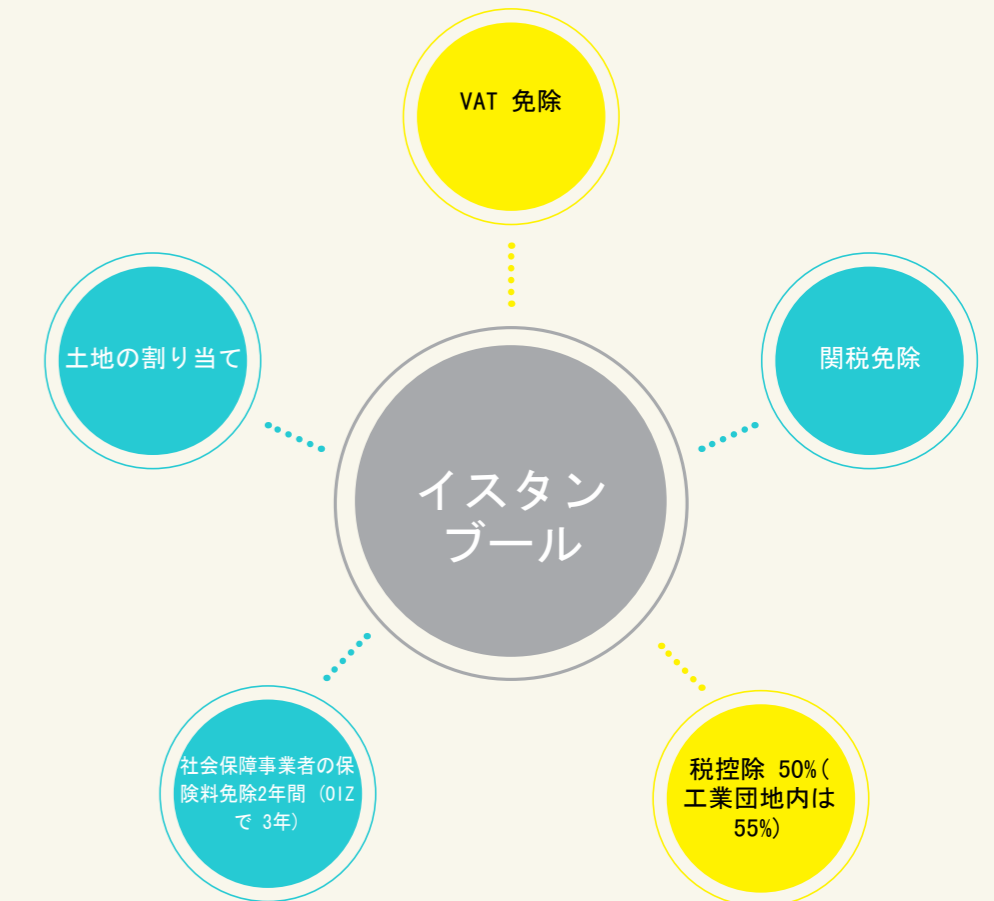 VAT 免除
土地の割り当て
関税免除
イスタン
ブール
社会保障事業者の保
険料免除2年間 (OIZ
で 3年)
税控除 50%(
工業団地内は
55%)